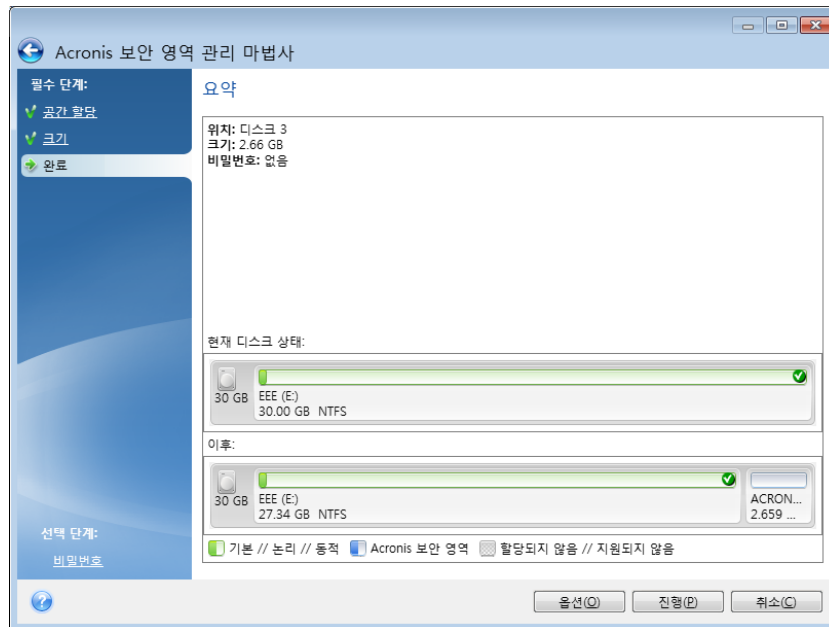 Acronis 보안 영역 관리 마법사
필수 단계:
공간 할당
크기
완료
선택 단계:
비밀번호
요약
위치: 디스크 3
크기: 2.66 GB
비밀번호: 없음
현재 디스크 상태:
30 GB
EEE (E:)
30.00 GB NTFS
이후:
30 GB
EEE (E:)
27.34 GB NTFS
ACRON...
2.659 ...
기본 // 논리 // 동적 Acronis 보안 영역 할당되지 않음 // 지원되지 않음
옵션(O) 진행(P) 취소(C)